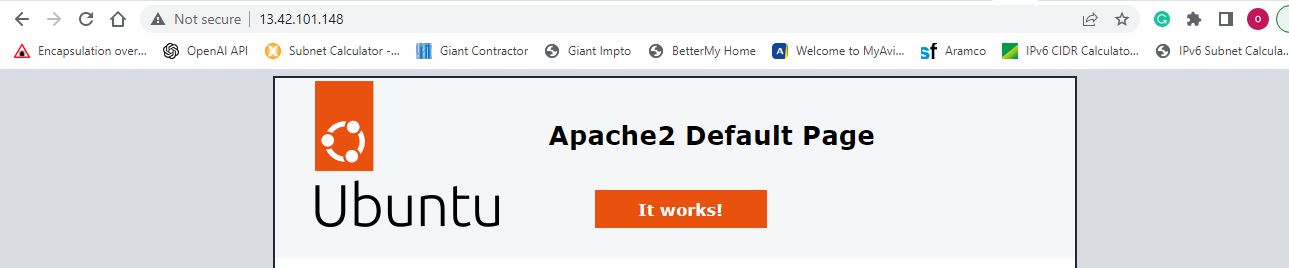 Not secure | 13.42.101.148
Encapsulation over... OpenAI API Subnet Calculator -... Giant Contractor Giant Impto BetterMy Home Welcome to MyAvi... sf Aramco IPv6 CIDR Calculato... IPv6 Subnet Calcula...
Apache2 Default Page
Ubuntu
It works!